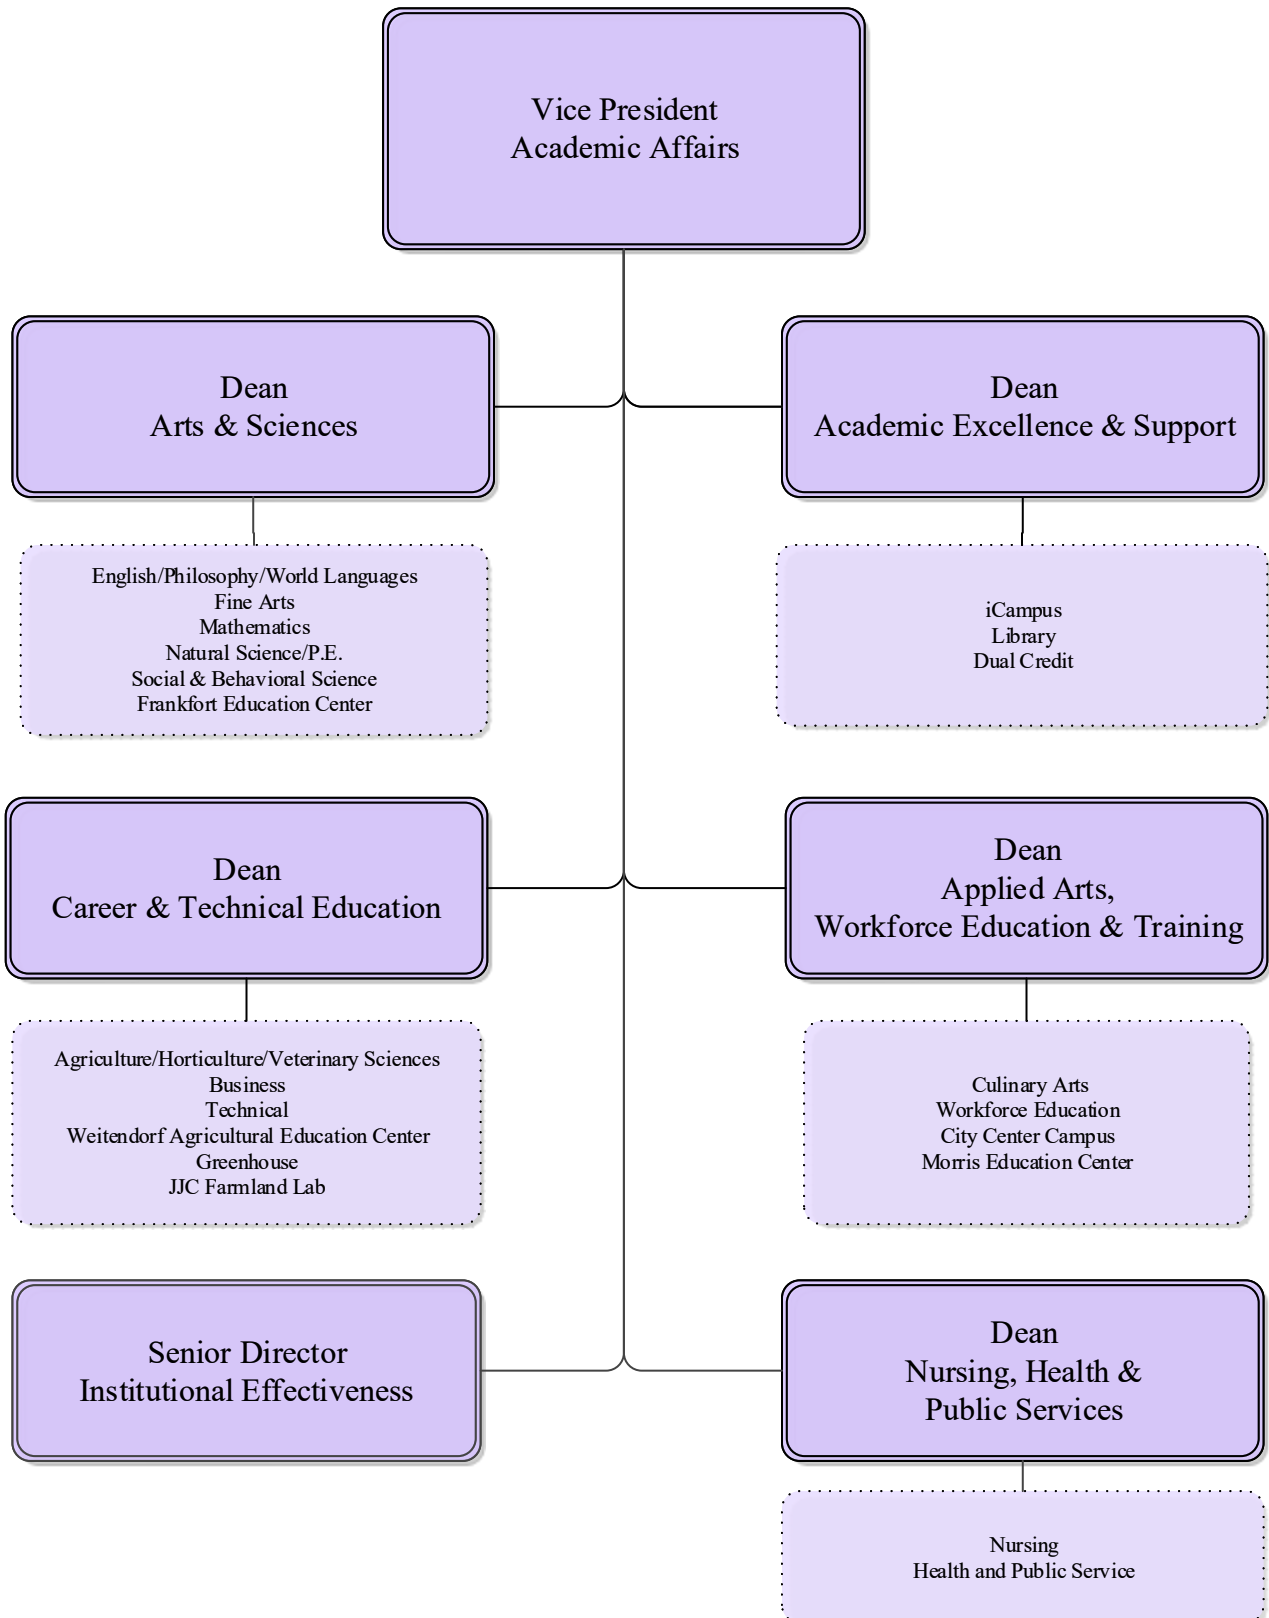 Vice President
Academic Affairs
Dean
Arts & Sciences
Dean
Academic Excellence & Support
English/Philosophy/World Languages
Fine Arts
Mathematics
Natural Science/P.E.
Social & Behavioral Science
Frankfort Education Center
iCampus
Library
Dual Credit
Dean
Career & Technical Education
Dean
Applied Arts,
Workforce Education & Training
Agriculture/Horticulture/Veterinary Sciences
Business
Technical
Weitendorf Agricultural Education Center
Greenhouse
JJC Farmland Lab
Culinary Arts
Workforce Education
City Center Campus
Morris Education Center
Senior Director
Institutional Effectiveness
Dean
Nursing, Health &
Public Services
Nursing
Health and Public Service